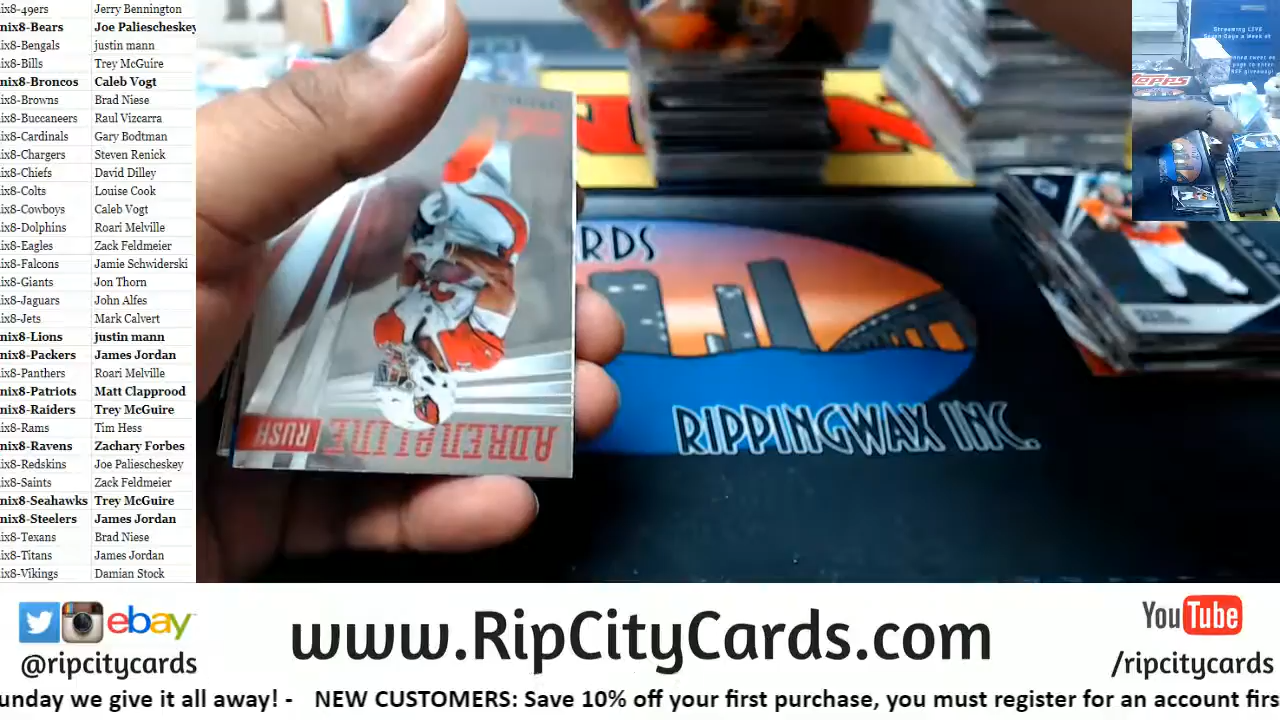 ix8-49ers Jerry Bennington
nix8-Bears Joe Paliescheskey
ix8-Bengals justin mann
ix8-Bills Trey McGuire
nix8-Broncos Caleb Vogt
ix8-Browns Brad Niese
ix8-Buccaneers Raul Vizcarra
ix8-Cardinals Gary Bodtman
ix8-Chargers Steven Renick
ix8-Chiefs David Dilley
ix8-Colts Louise Cook
ix8-Cowboys Caleb Vogt
ix8-Dolphins Roari Melville
ix8-Eagles Zack Feldmeier
ix8-Falcons Jamie Schwiderski
ix8-Giants Jon Thorn
ix8-Jaguars John Alfes
ix8-Jets Mark Calvert
nix8-Lions justin mann
nix8-Packers James Jordan
ix8-Panthers Roari Melville
nix8-Patriots Matt Clapprood
nix8-Raiders Trey McGuire
ix8-Rams Tim Hess
nix8-Ravens Zachary Forbes
ix8-Redskins Joe Paliescheskey
ix8-Saints Zack Feldmeier
nix8-Seahawks Trey McGuire
nix8-Steelers James Jordan
ix8-Texans Brad Niese
ix8-Titans James Jordan
ix8-Vikings Damian Stock
ADRENALINE RUSH
RDS
RIPPINGWAX INC.
Streaming LIVE
TOPPS
ebay
@ripcitycards
www.RipCityCards.com
YouTube
/ripcitycards
unday we give it all away! - NEW CUSTOMERS: Save 10% off your first purchase, you must register for an account firs